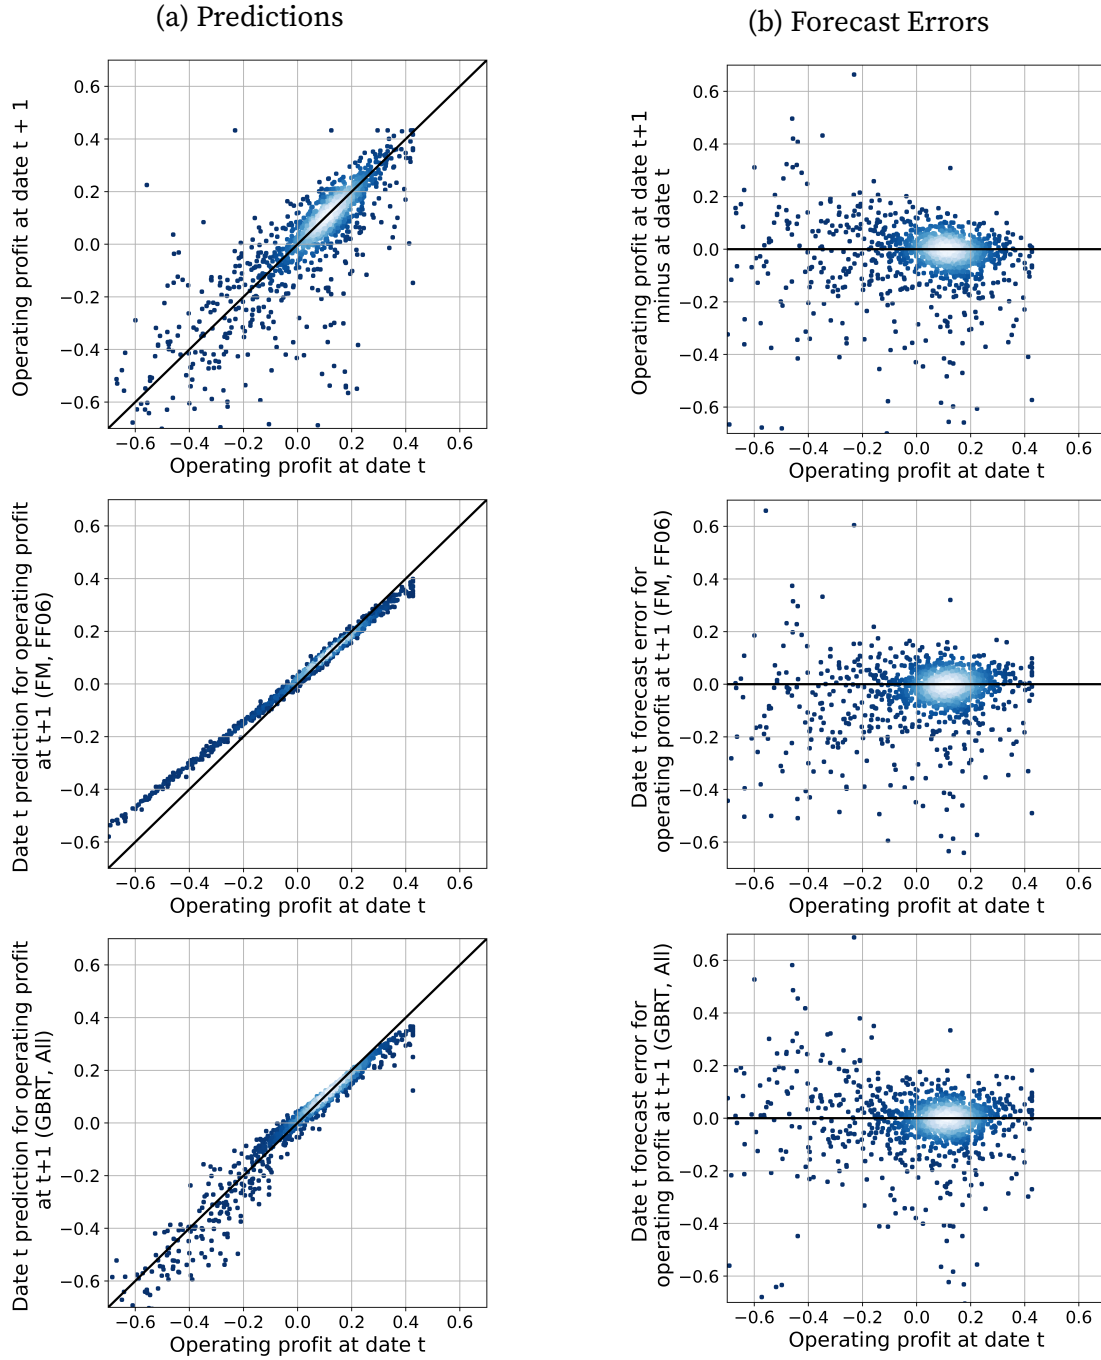 (a) Predictions
(b) Forecast Errors
Operating profit at date t + 1
0.6
0.4
0.2
0.0
−0.2
−0.4
−0.6
−0.6 −0.4 −0.2 0.0 0.2 0.4 0.6
Operating profit at date t
Operating profit at date t+1
minus at date t
0.6
0.4
0.2
0.0
−0.2
−0.4
−0.6
−0.6 −0.4 −0.2 0.0 0.2 0.4 0.6
Operating profit at date t
Date t prediction for operating profit
at t+1 (FM, FF06)
0.6
0.4
0.2
0.0
−0.2
−0.4
−0.6
−0.6 −0.4 −0.2 0.0 0.2 0.4 0.6
Operating profit at date t
Date t forecast error for
operating profit at t+1 (FM, FF06)
0.6
0.4
0.2
0.0
−0.2
−0.4
−0.6
−0.6 −0.4 −0.2 0.0 0.2 0.4 0.6
Operating profit at date t
Date t prediction for operating profit
at t+1 (GBRT, All)
0.6
0.4
0.2
0.0
−0.2
−0.4
−0.6
−0.6 −0.4 −0.2 0.0 0.2 0.4 0.6
Operating profit at date t
Date t forecast error for
operating profit at t+1 (GBRT, All)
0.6
0.4
0.2
0.0
−0.2
−0.4
−0.6
−0.6 −0.4 −0.2 0.0 0.2 0.4 0.6
Operating profit at date t